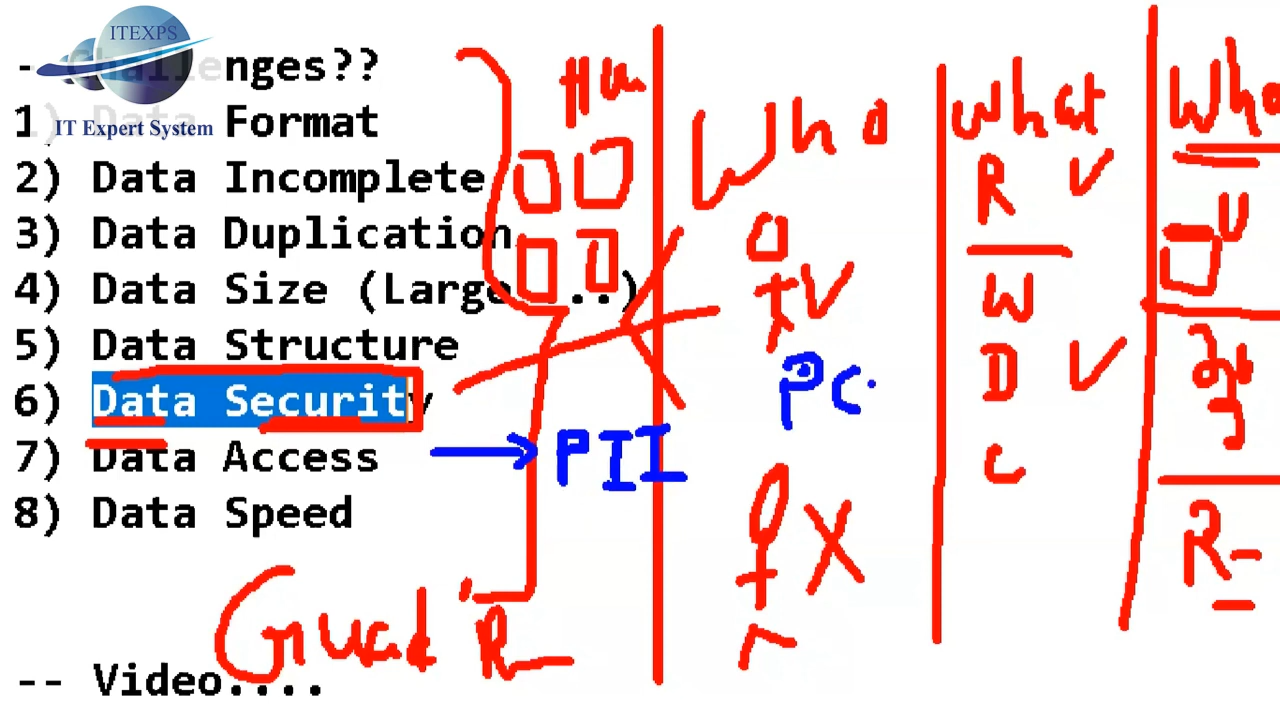 ITEXPS
- Challenges??
1) Data Format
IT Expert System
2) Data Incomplete
3) Data Duplication
4) Data Size (Large ...)
5) Data Structure
6) Data Security
7) Data Access
8) Data Speed
-- Video....
Who
PC
PII
What
R
W
D
C
Who
U
R